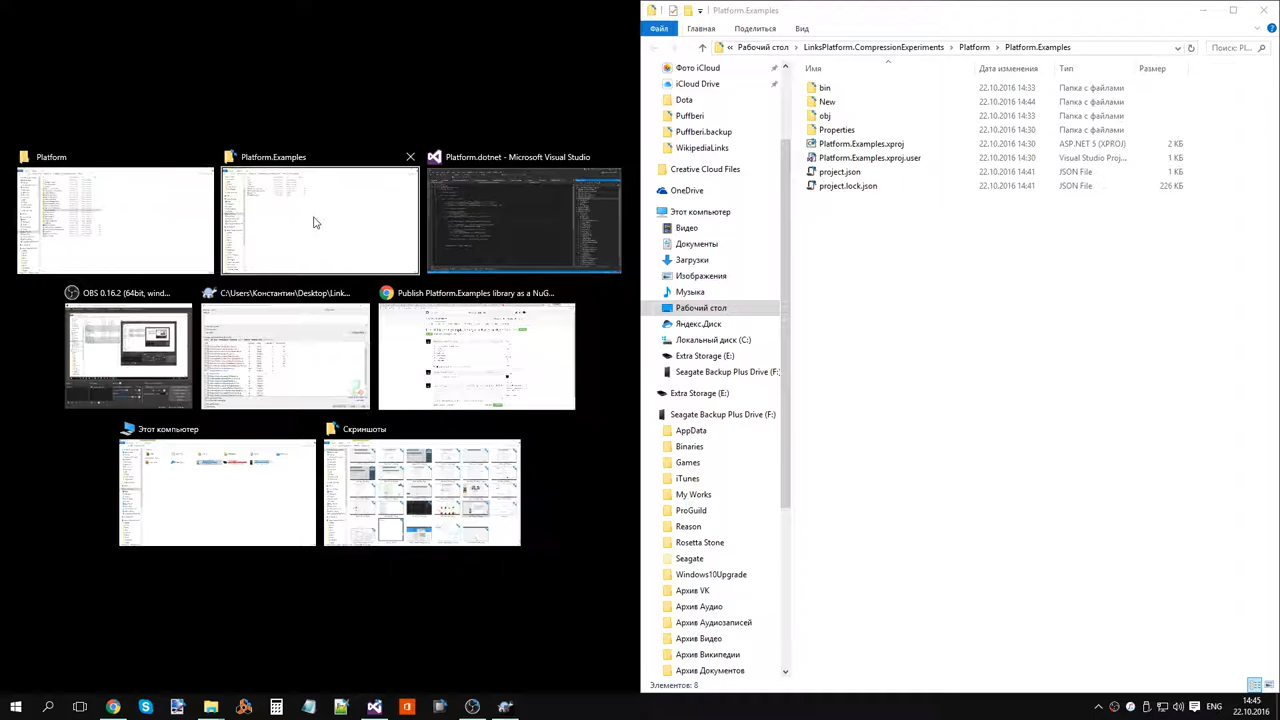 Platform
Platform.Examples
Platform.dotnet - Microsoft Visual Studio
OBS 0.16.2 (64bit, wind...
C:\Users\Константин\Desktop\Link...
Publish Platform.Examples library as a NuG...
Этот компьютер
Скриншоты
Platform.Examples
Файл
Главная
Поделиться
Вид
« Рабочий стол › LinksPlatform.CompressionExperiments › Platform › Platform.Examples
Поиск: Pl...
Фото iCloud
iCloud Drive
Dota
Puffberi
Puffberi.backup
WikipediaLinks
Creative Cloud Files
OneDrive
Этот компьютер
Видео
Документы
Загрузки
Изображения
Музыка
Рабочий стол
Яндекс.Диск
Локальный диск (C:)
Extra Storage (E:)
Seagate Backup Plus Drive (F:)
Extra Storage (E:)
Seagate Backup Plus Drive (F:)
AppData
Binaries
Games
iTunes
My Works
ProGuild
Reason
Rosetta Stone
Seagate
Windows10Upgrade
Архив VK
Архив Аудио
Архив Аудиозаписей
Архив Видео
Архив Википедии
Архив Документов
Имя Дата изменения Тип Размер
bin 22.10.2016 14:33 Папка с файлами
New 22.10.2016 14:44 Папка с файлами
obj 22.10.2016 14:33 Папка с файлами
Properties 22.10.2016 14:30 Папка с файлами
Platform.Examples.xproj 22.10.2016 14:30 ASP.NET 5 (XPROJ) 2 КБ
Platform.Examples.xproj.user 22.10.2016 14:30 Visual Studio Proj...
project.json 22.10.2016 14:41 JSON File КБ
project.lock.json 22.10.2016 14:41 JSON File КБ
Элементов: 8
ENG
14:45
22.10.2016